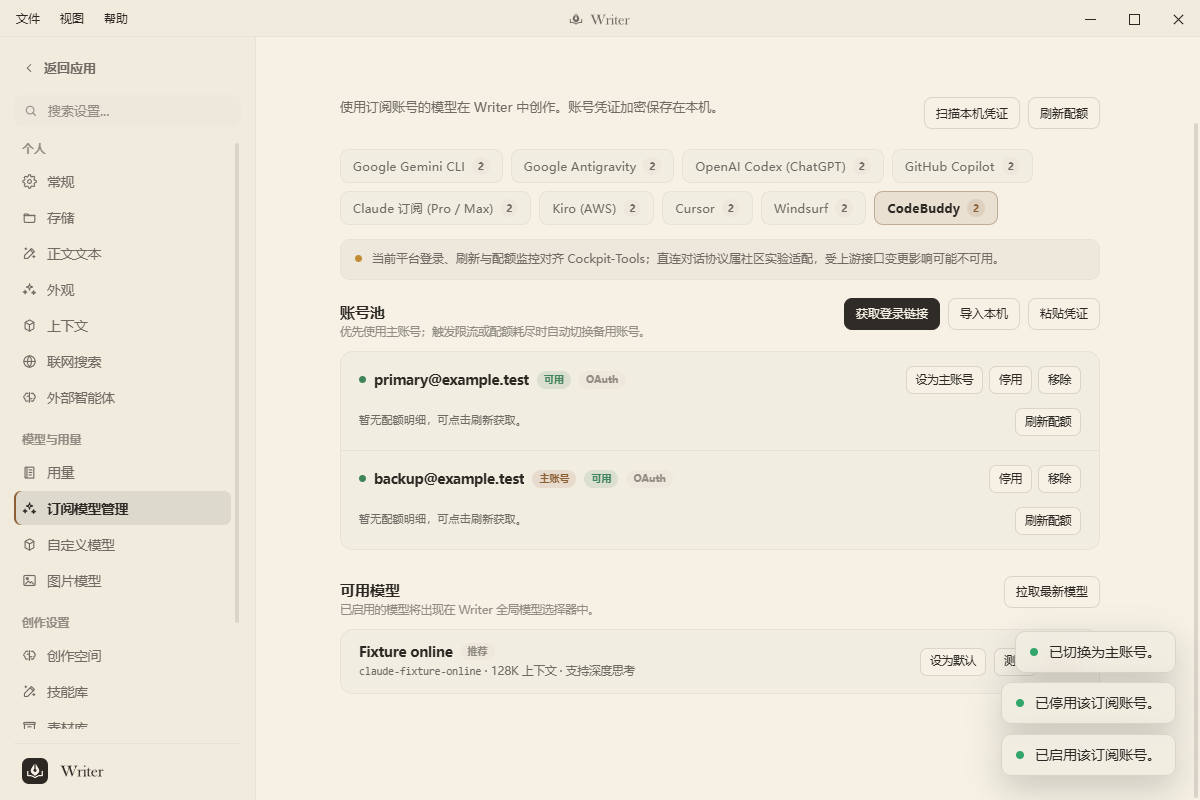 文件 视图 帮助 Writer
返回应用
搜索设置...
个人
常规
存储
正文文本
外观
上下文
联网搜索
外部智能体
模型与用量
用量
订阅模型管理
自定义模型
图片模型
创作设置
创作空间
技能库
素材库
Writer
使用订阅账号的模型在 Writer 中创作。账号凭证加密保存在本机。 扫描本机凭证 刷新配额
Google Gemini CLI 2 Google Antigravity 2 OpenAI Codex (ChatGPT) 2 GitHub Copilot 2
Claude 订阅 (Pro / Max) 2 Kiro (AWS) 2 Cursor 2 Windsurf 2 CodeBuddy 2
当前平台登录、刷新与配额监控对齐 Cockpit-Tools；直连对话协议属社区实验适配，受上游接口变更影响可能不可用。
账号池 获取登录链接 导入本机 粘贴凭证
优先使用主账号；触发限流或配额耗尽时自动切换备用账号。
primary@example.test 可用 OAuth 设为主账号 停用 移除
暂无配额明细，可点击刷新获取。 刷新配额
backup@example.test 主账号 可用 OAuth 停用 移除
暂无配额明细，可点击刷新获取。 刷新配额
可用模型 拉取最新模型
已启用的模型将出现在 Writer 全局模型选择器中。
Fixture online 推荐 设为默认 测
claude-fixture-online · 128K 上下文 · 支持深度思考
已切换为主账号。
已停用该订阅账号。
已启用该订阅账号。